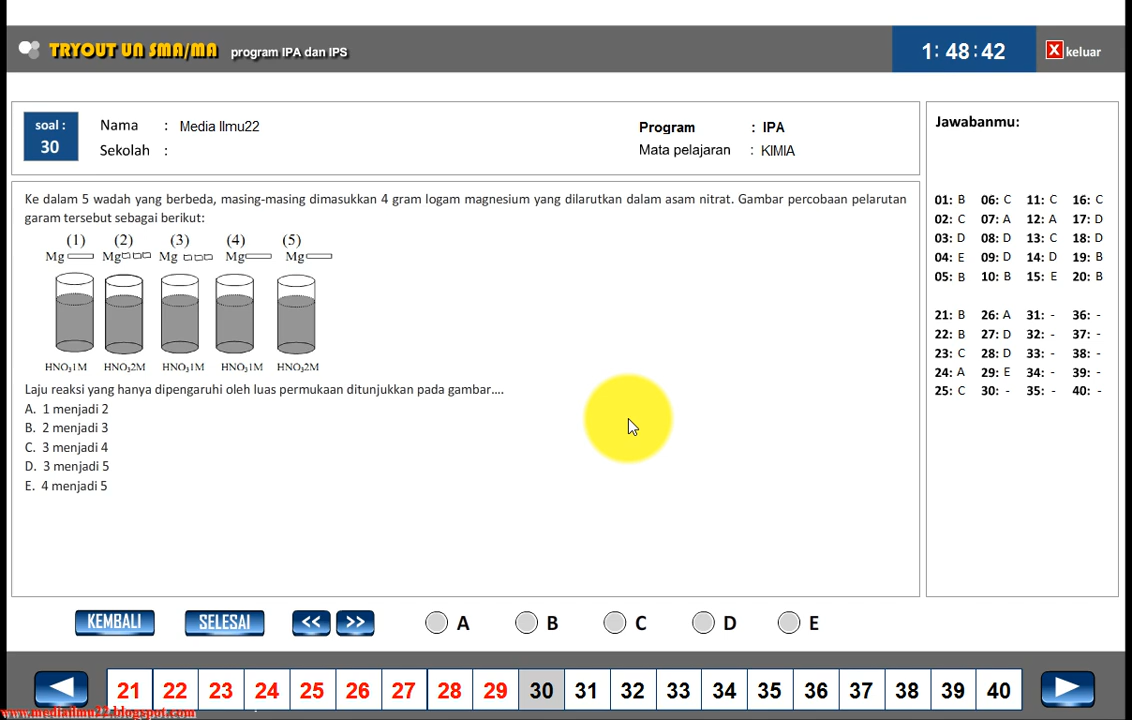 TRYOUT UN SMA/MA program IPA dan IPS
1: 48: 42
X keluar
soal :
30
Nama : Media Ilmu22
Sekolah :
Program : IPA
Mata pelajaran : KIMIA
Ke dalam 5 wadah yang berbeda, masing-masing dimasukkan 4 gram logam magnesium yang dilarutkan dalam asam nitrat. Gambar percobaan pelarutan
garam tersebut sebagai berikut:
(1) (2) (3) (4) (5)
Mg Mg Mg Mg Mg
HNO₃1M HNO₃2M HNO₃1M HNO₃1M HNO₃2M
Laju reaksi yang hanya dipengaruhi oleh luas permukaan ditunjukkan pada gambar....
A. 1 menjadi 2
B. 2 menjadi 3
C. 3 menjadi 4
D. 3 menjadi 5
E. 4 menjadi 5
Jawabanmu:
01: B 06: C 11: C 16: C
02: C 07: A 12: A 17: D
03: D 08: D 13: C 18: D
04: E 09: D 14: D 19: B
05: B 10: B 15: E 20: B
21: B 26: A 31: - 36: -
22: B 27: D 32: - 37: -
23: C 28: D 33: - 38: -
24: A 29: E 34: - 39: -
25: C 30: - 35: - 40: -
KEMBALI SELESAI << >> A B C D E
21 22 23 24 25 26 27 28 29 30 31 32 33 34 35 36 37 38 39 40
www.mediailmu22.blogspot.com